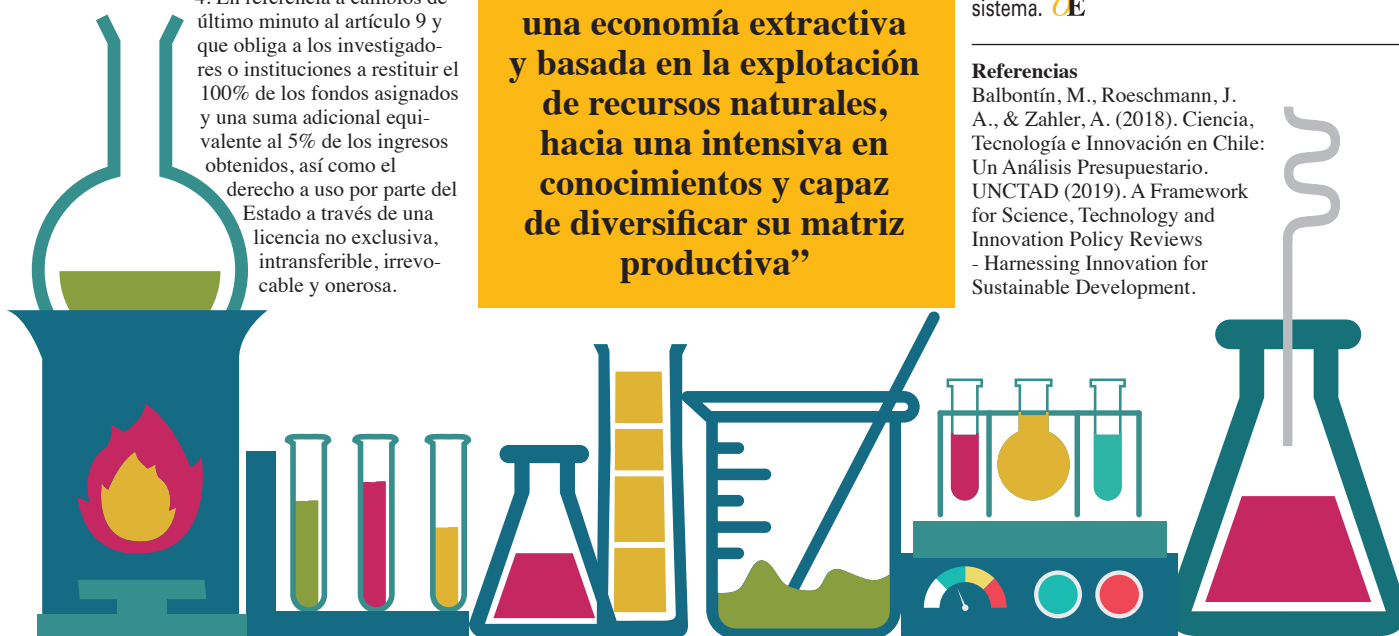 4. En referencia a cambios de
último minuto al artículo 9 y
que obliga a los investigado-
res o instituciones a restituir el
100% de los fondos asignados
y una suma adicional equi-
valente al 5% de los ingresos
obtenidos, así como el
derecho a uso por parte del
Estado a través de una
licencia no exclusiva,
intransferible, irrevo-
cable y onerosa.
una economía extractiva
y basada en la explotación
de recursos naturales,
hacia una intensiva en
conocimientos y capaz
de diversificar su matriz
productiva”
sistema. OE
Referencias
Balbontín, M., Roeschmann, J.
A., & Zahler, A. (2018). Ciencia,
Tecnología e Innovación en Chile:
Un Análisis Presupuestario.
UNCTAD (2019). A Framework
for Science, Technology and
Innovation Policy Reviews
- Harnessing Innovation for
Sustainable Development.